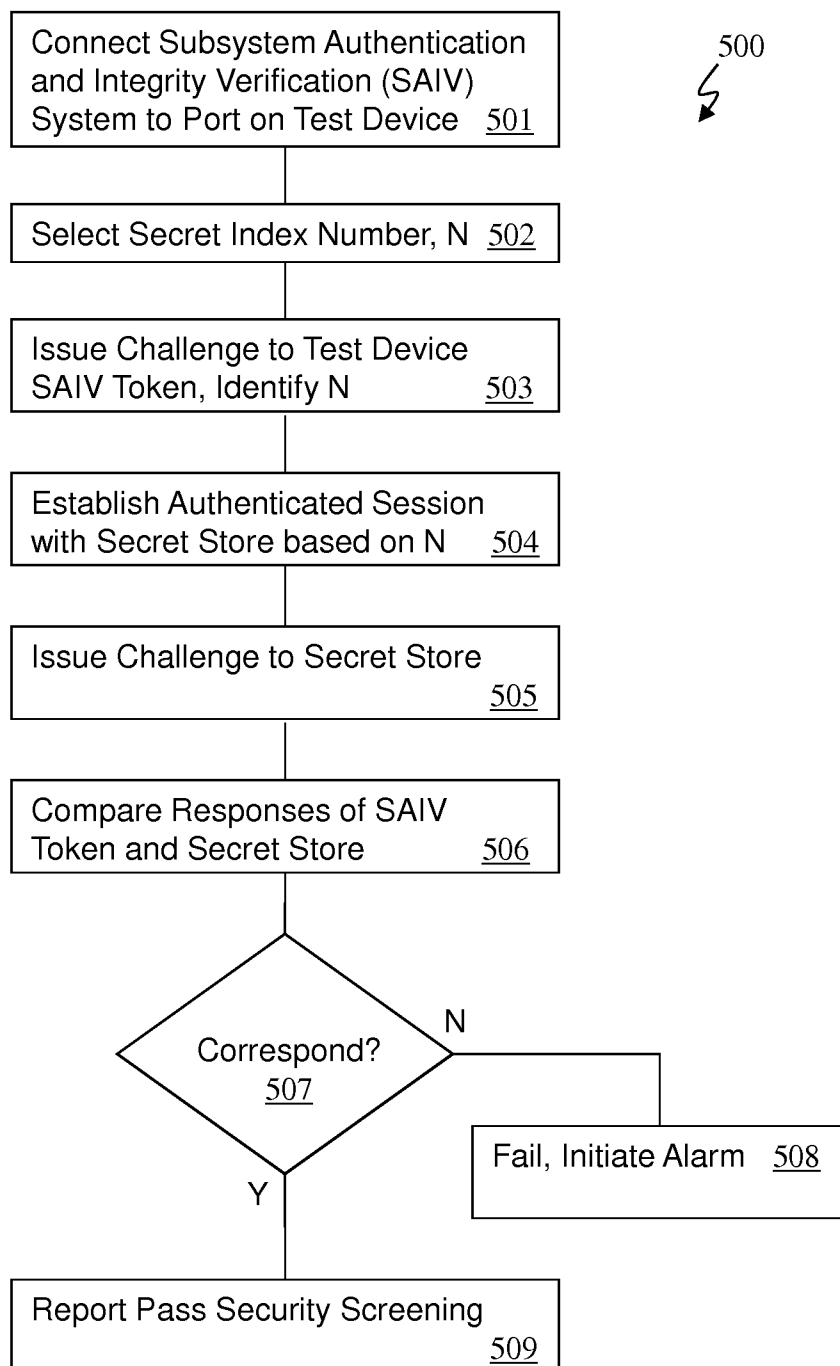 Connect Subsystem Authentication
and Integrity Verification (SAIV)
System to Port on Test Device 501
500
Select Secret Index Number, N 502
Issue Challenge to Test Device
SAIV Token, Identify N 503
Establish Authenticated Session
with Secret Store based on N 504
Issue Challenge to Secret Store
505
Compare Responses of SAIV
Token and Secret Store 506
Correspond?
507
N
Fail, Initiate Alarm 508
Y
Report Pass Security Screening
509